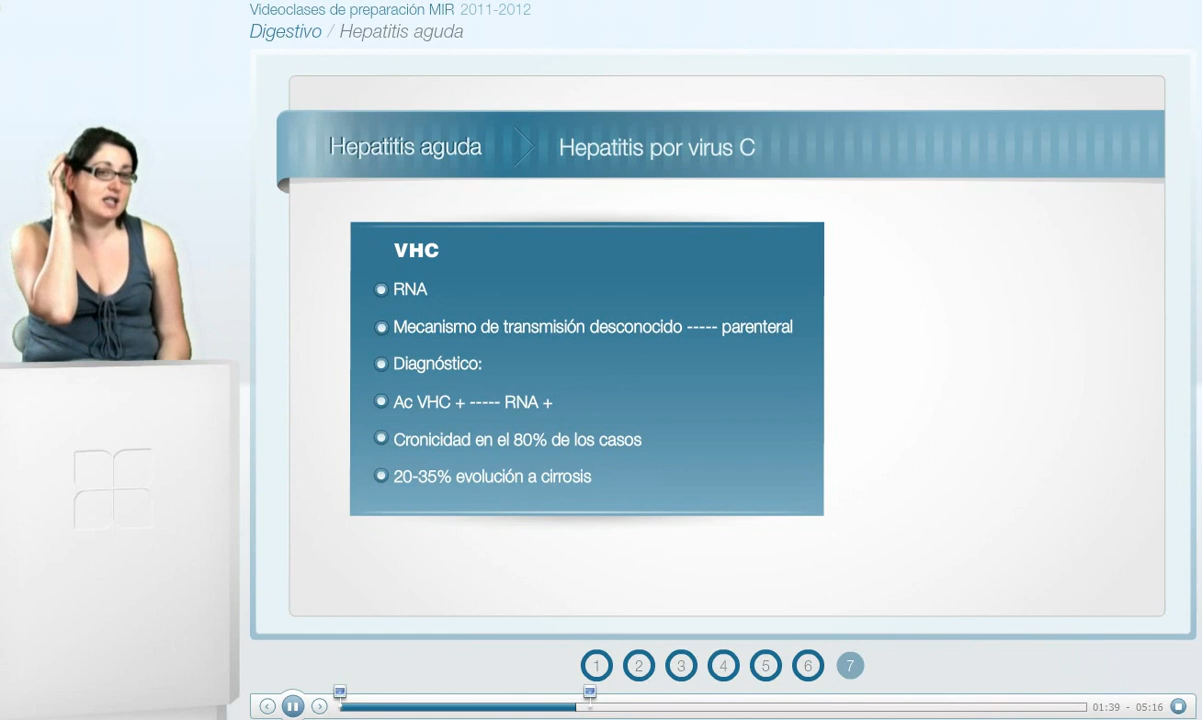 Videoclases de preparación MIR 2011-2012
Digestivo / Hepatitis aguda
Hepatitis aguda
Hepatitis por virus C
VHC
RNA
Mecanismo de transmisión desconocido ----- parenteral
Diagnóstico:
Ac VHC + ----- RNA +
Cronicidad en el 80% de los casos
20-35% evolución a cirrosis
1 2 3 4 5 6 7
01:39 - 05:16